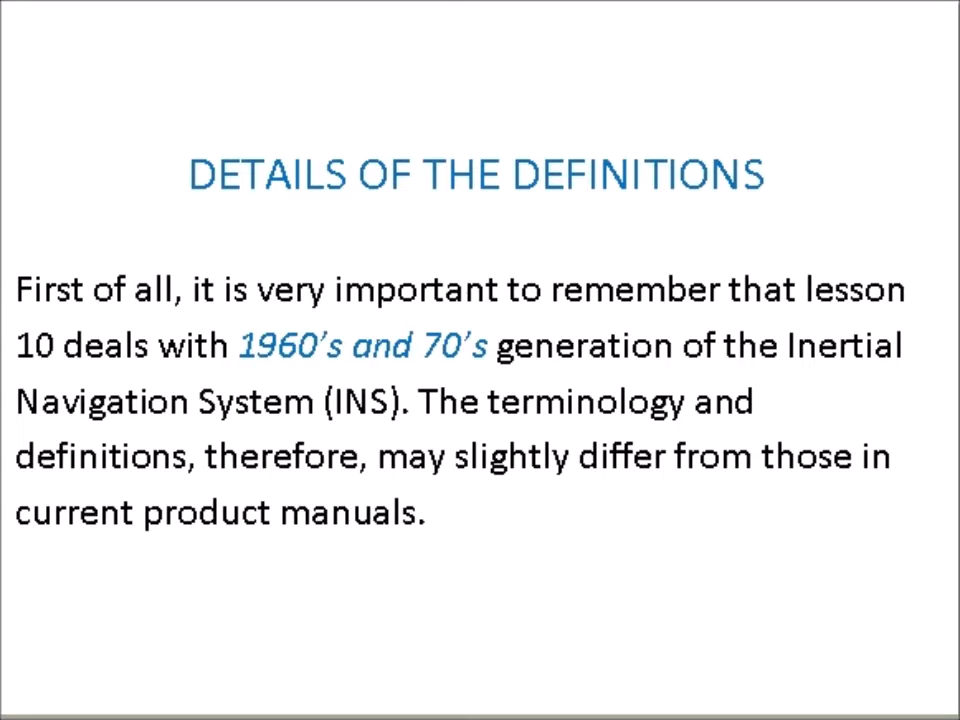 DETAILS OF THE DEFINITIONS
First of all, it is very important to remember that lesson
10 deals with 1960’s and 70’s generation of the Inertial
Navigation System (INS). The terminology and
definitions, therefore, may slightly differ from those in
current product manuals.